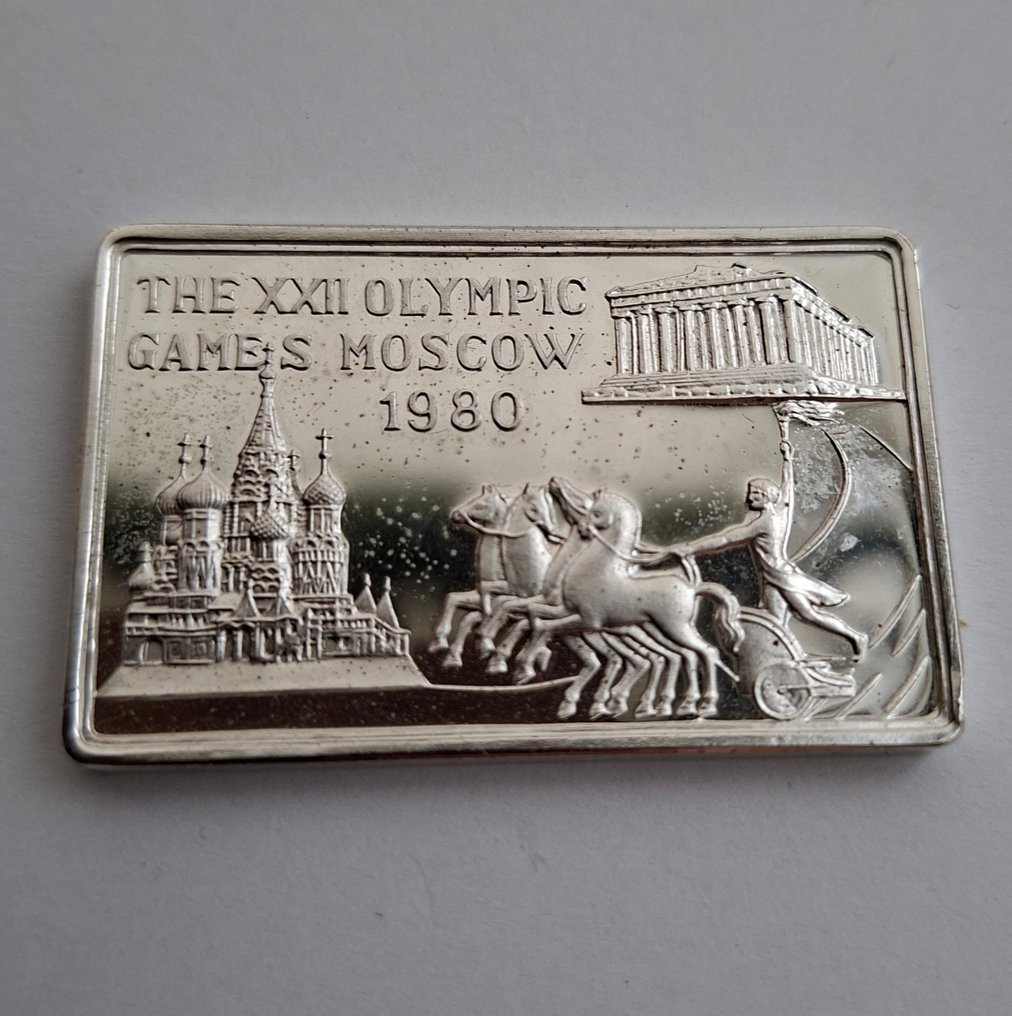 THE XXII OLYMPIC
GAMES MOSCOW
1980